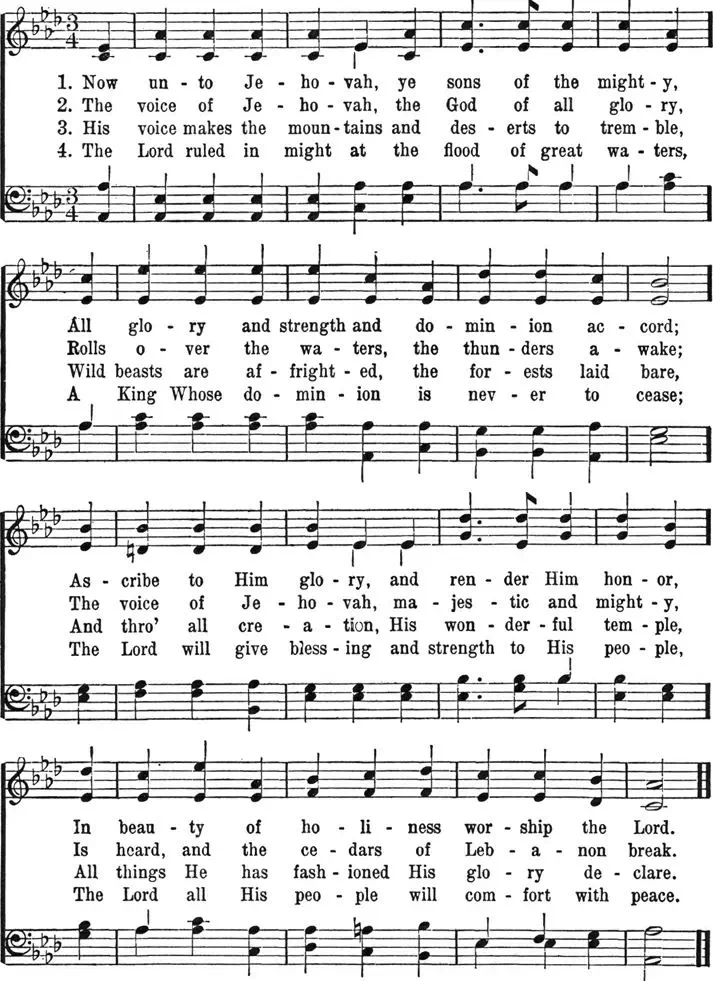 3
4
1. Now un - to Je - ho - vah, ye sons of the might - y,
2. The voice of Je - ho - vah, the God of all glo - ry,
3. His voice makes the moun - tains and des - erts to trem - ble,
4. The Lord ruled in might at the flood of great wa - ters,
3
4
All glo - ry and strength and do - min - ion ac - cord;
Rolls o - ver the wa - ters, the thun - ders a - wake;
Wild beasts are af - fright - ed, the for - ests laid bare,
A King Whose do - min - ion is nev - er to cease;
As - cribe to Him glo - ry, and ren - der Him hon - or,
The voice of Je - ho - vah, ma - jes - tic and might - y,
And thro' all cre - a - tion, His won - der - ful tem - ple,
The Lord will give bless - ing and strength to His peo - ple,
In beau - ty of ho - li - ness wor - ship the Lord.
Is heard, and the ce - dars of Leb - a - non break.
All things He has fash - ioned His glo - ry de - clare.
The Lord all His peo - ple will com - fort with peace.